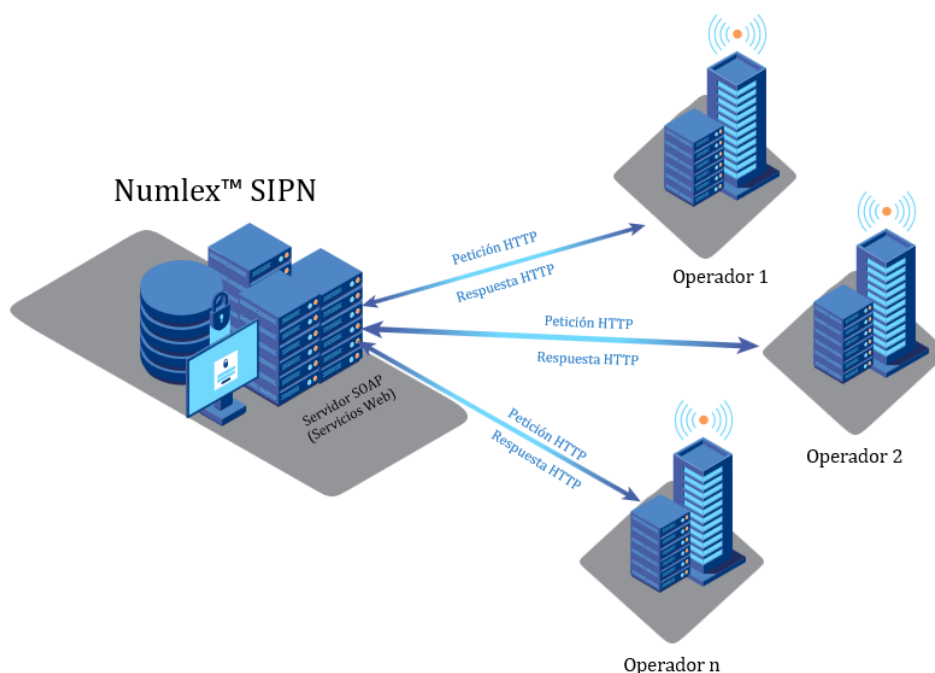 Numlex™ SIPN
Petición HTTP
Respuesta HTTP
Operador 1
Petición HTTP
Respuesta HTTP
Operador 2
Servidor SOAP
(Servicios Web)
Petición HTTP
Respuesta HTTP
Operador n